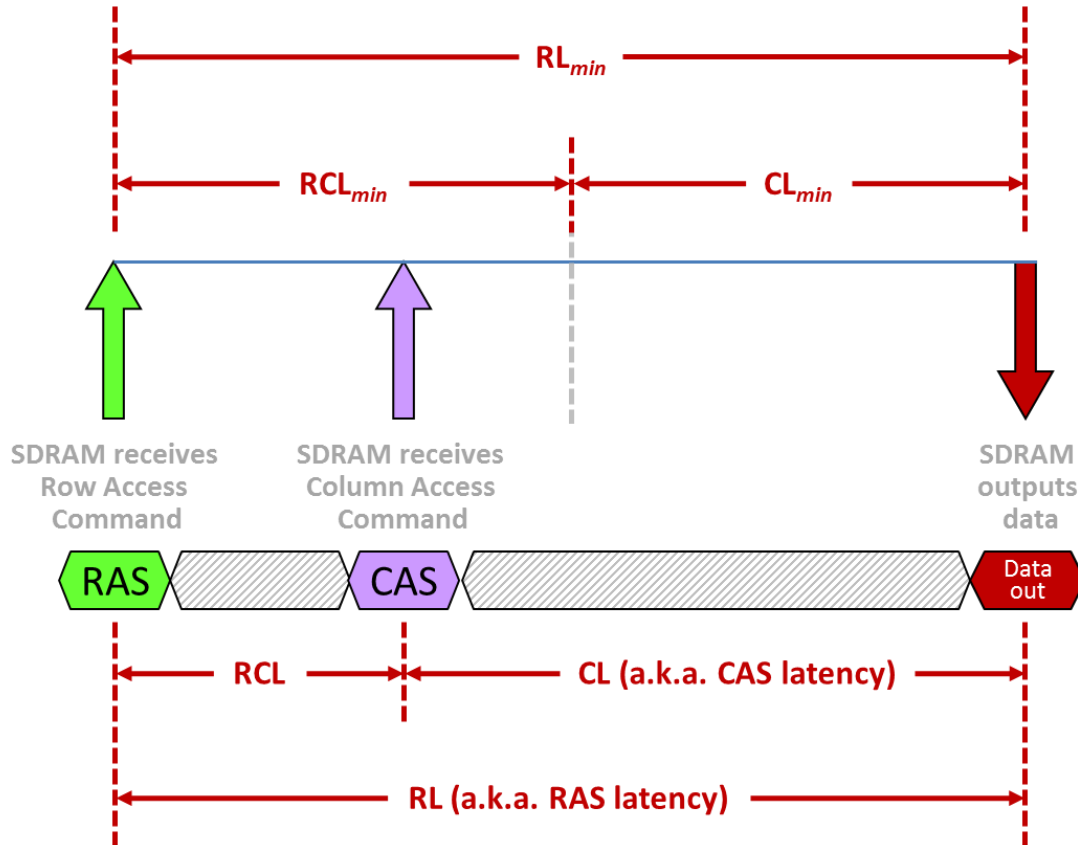 RLmin
RCLmin
CLmin
SDRAM receives
Row Access
Command
SDRAM receives
Column Access
Command
SDRAM
outputs
data
RAS
CAS
Data
out
RCL
CL (a.k.a. CAS latency)
RL (a.k.a. RAS latency)